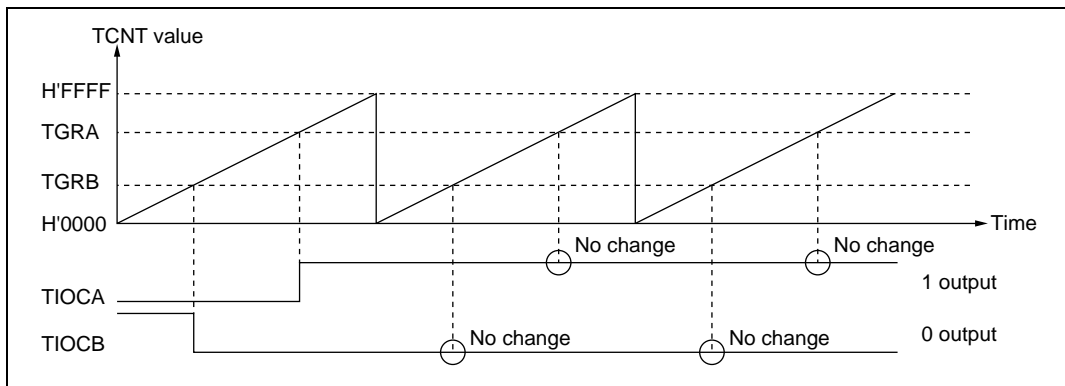 TCNT value
H'FFFF
TGRA
TGRB
H'0000
Time
No change
No change
TIOCA
1 output
No change
No change
TIOCB
0 output